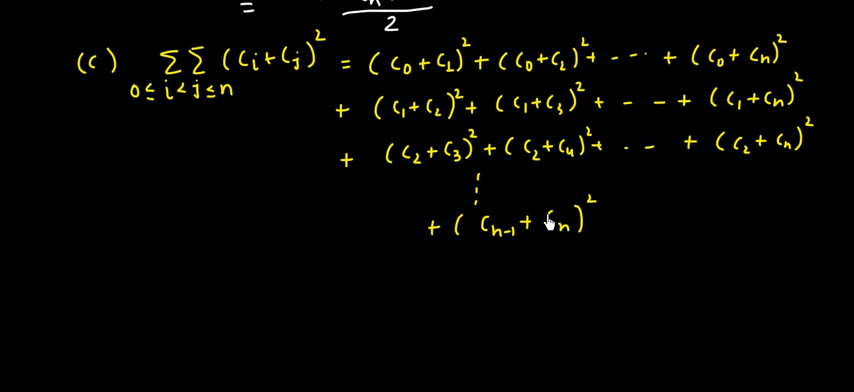 = 2
(c) ΣΣ (Ci+Cj)² = (C0+C1)² + (C0+C2)² + - -- + (C0+Cn)²
0≤i<j≤n
+ (C1+C2)² + (C1+C3)² + - - + (C1+Cn)²
+ (C2+C3)² + (C2+C4)² + - - + (C2+Cn)²
+ (Cn-1 + Cn)²